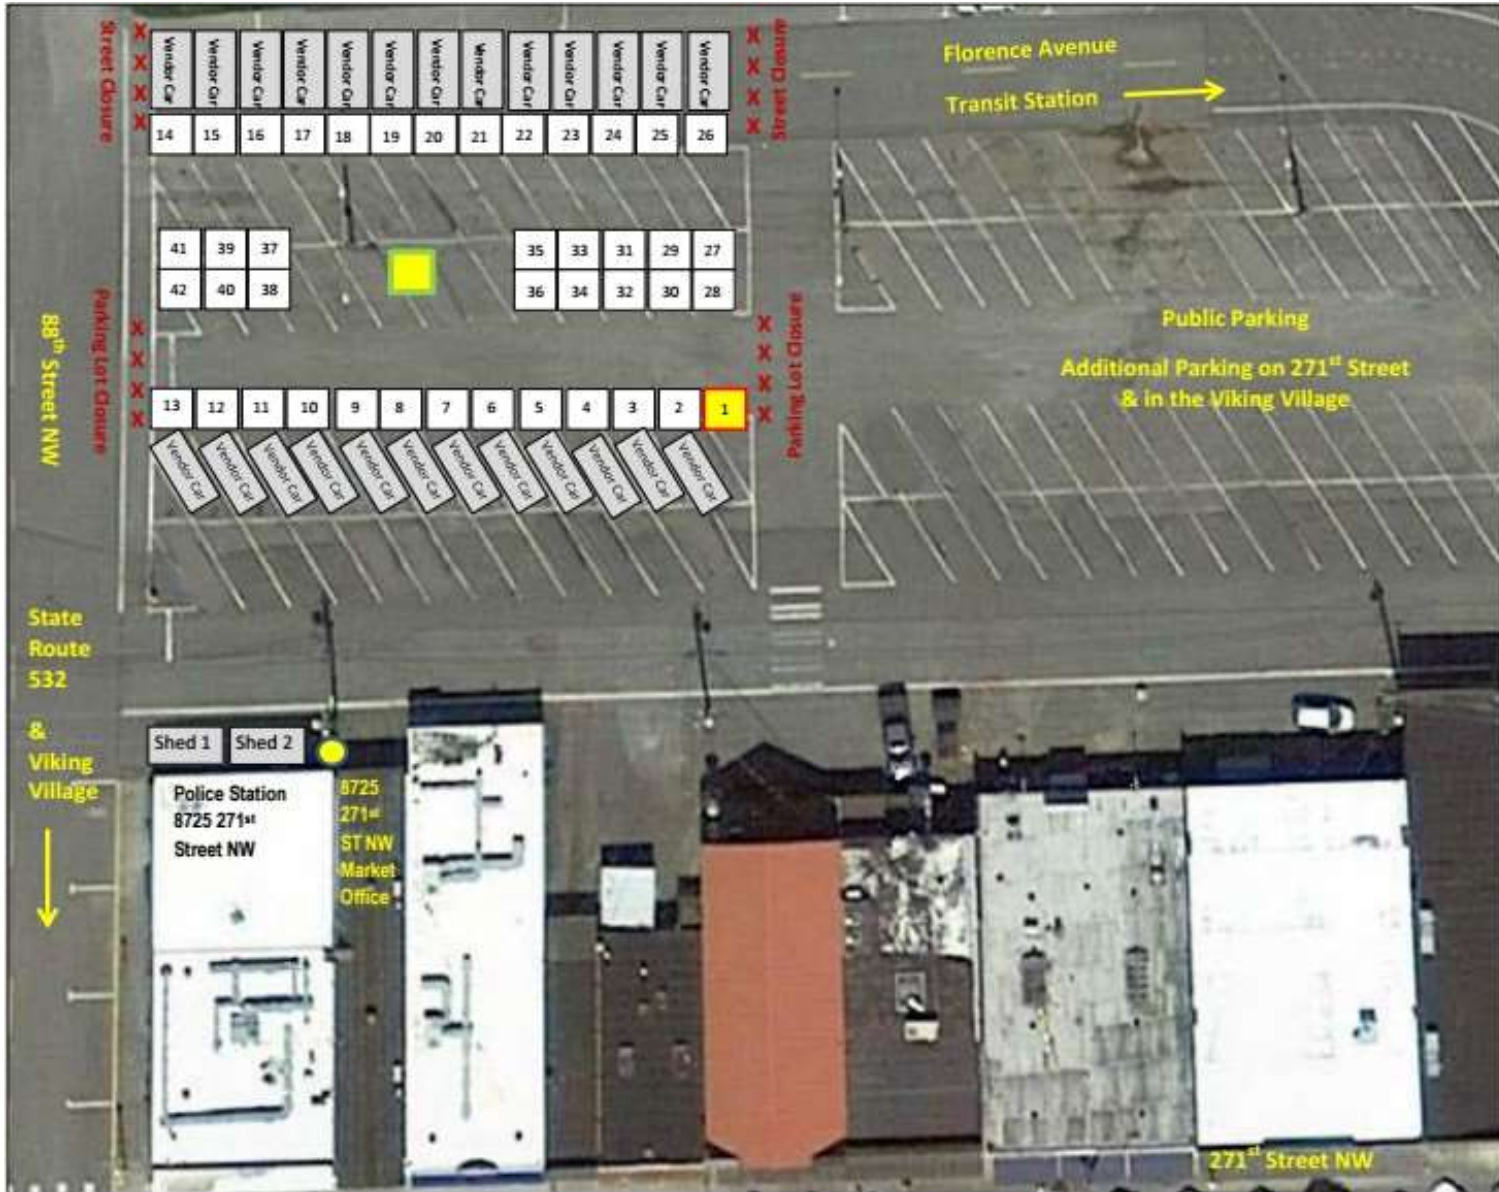 Street Closure
X X X X
Vendor Car Vendor Car Vendor Car Vendor Car Vendor Car Vendor Car Vendor Car Vendor Car Vendor Car Vendor Car Vendor Car Vendor Car Vendor Car
14 15 16 17 18 19 20 21 22 23 24 25 26
X X X X
Street Closure
Florence Avenue
Transit Station
41 39 37
42 40 38
35 33 31 29 27
36 34 32 30 28
88th Street NW
Parking Lot Closure
X X X X
13 12 11 10 9 8 7 6 5 4 3 2 1
Vendor Car Vendor Car Vendor Car Vendor Car Vendor Car Vendor Car Vendor Car Vendor Car Vendor Car Vendor Car Vendor Car Vendor Car
X X X X
Parking Lot Closure
Public Parking
Additional Parking on 271st Street
& in the Viking Village
State
Route
532
&
Viking
Village
Shed 1 Shed 2
Police Station
8725 271st
Street NW
8725
271st
ST NW
Market
Office
271st Street NW